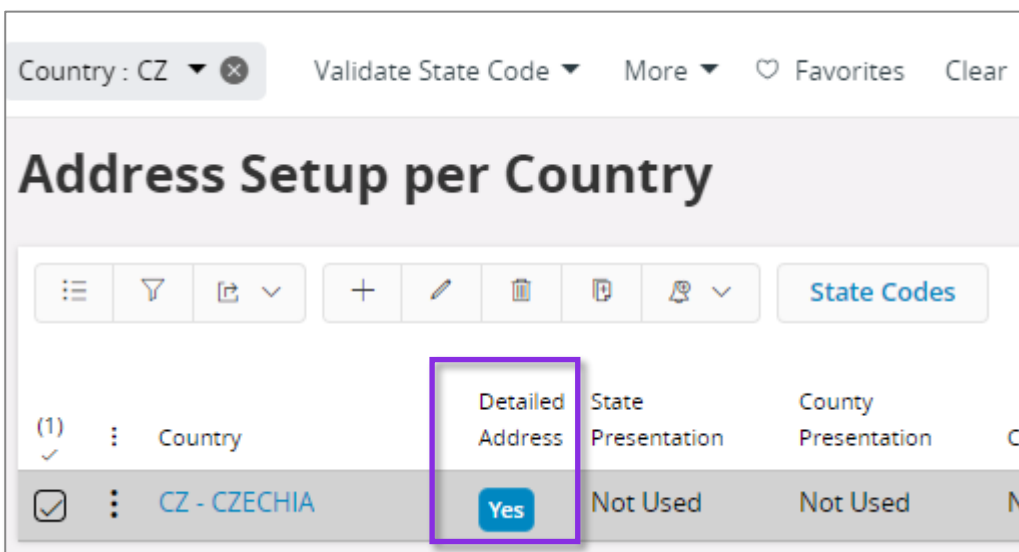 Country : CZ Validate State Code More Favorites Clear
Address Setup per Country
State Codes
Detailed State County
(1) Country Address Presentation Presentation C
CZ - CZECHIA Yes Not Used Not Used N